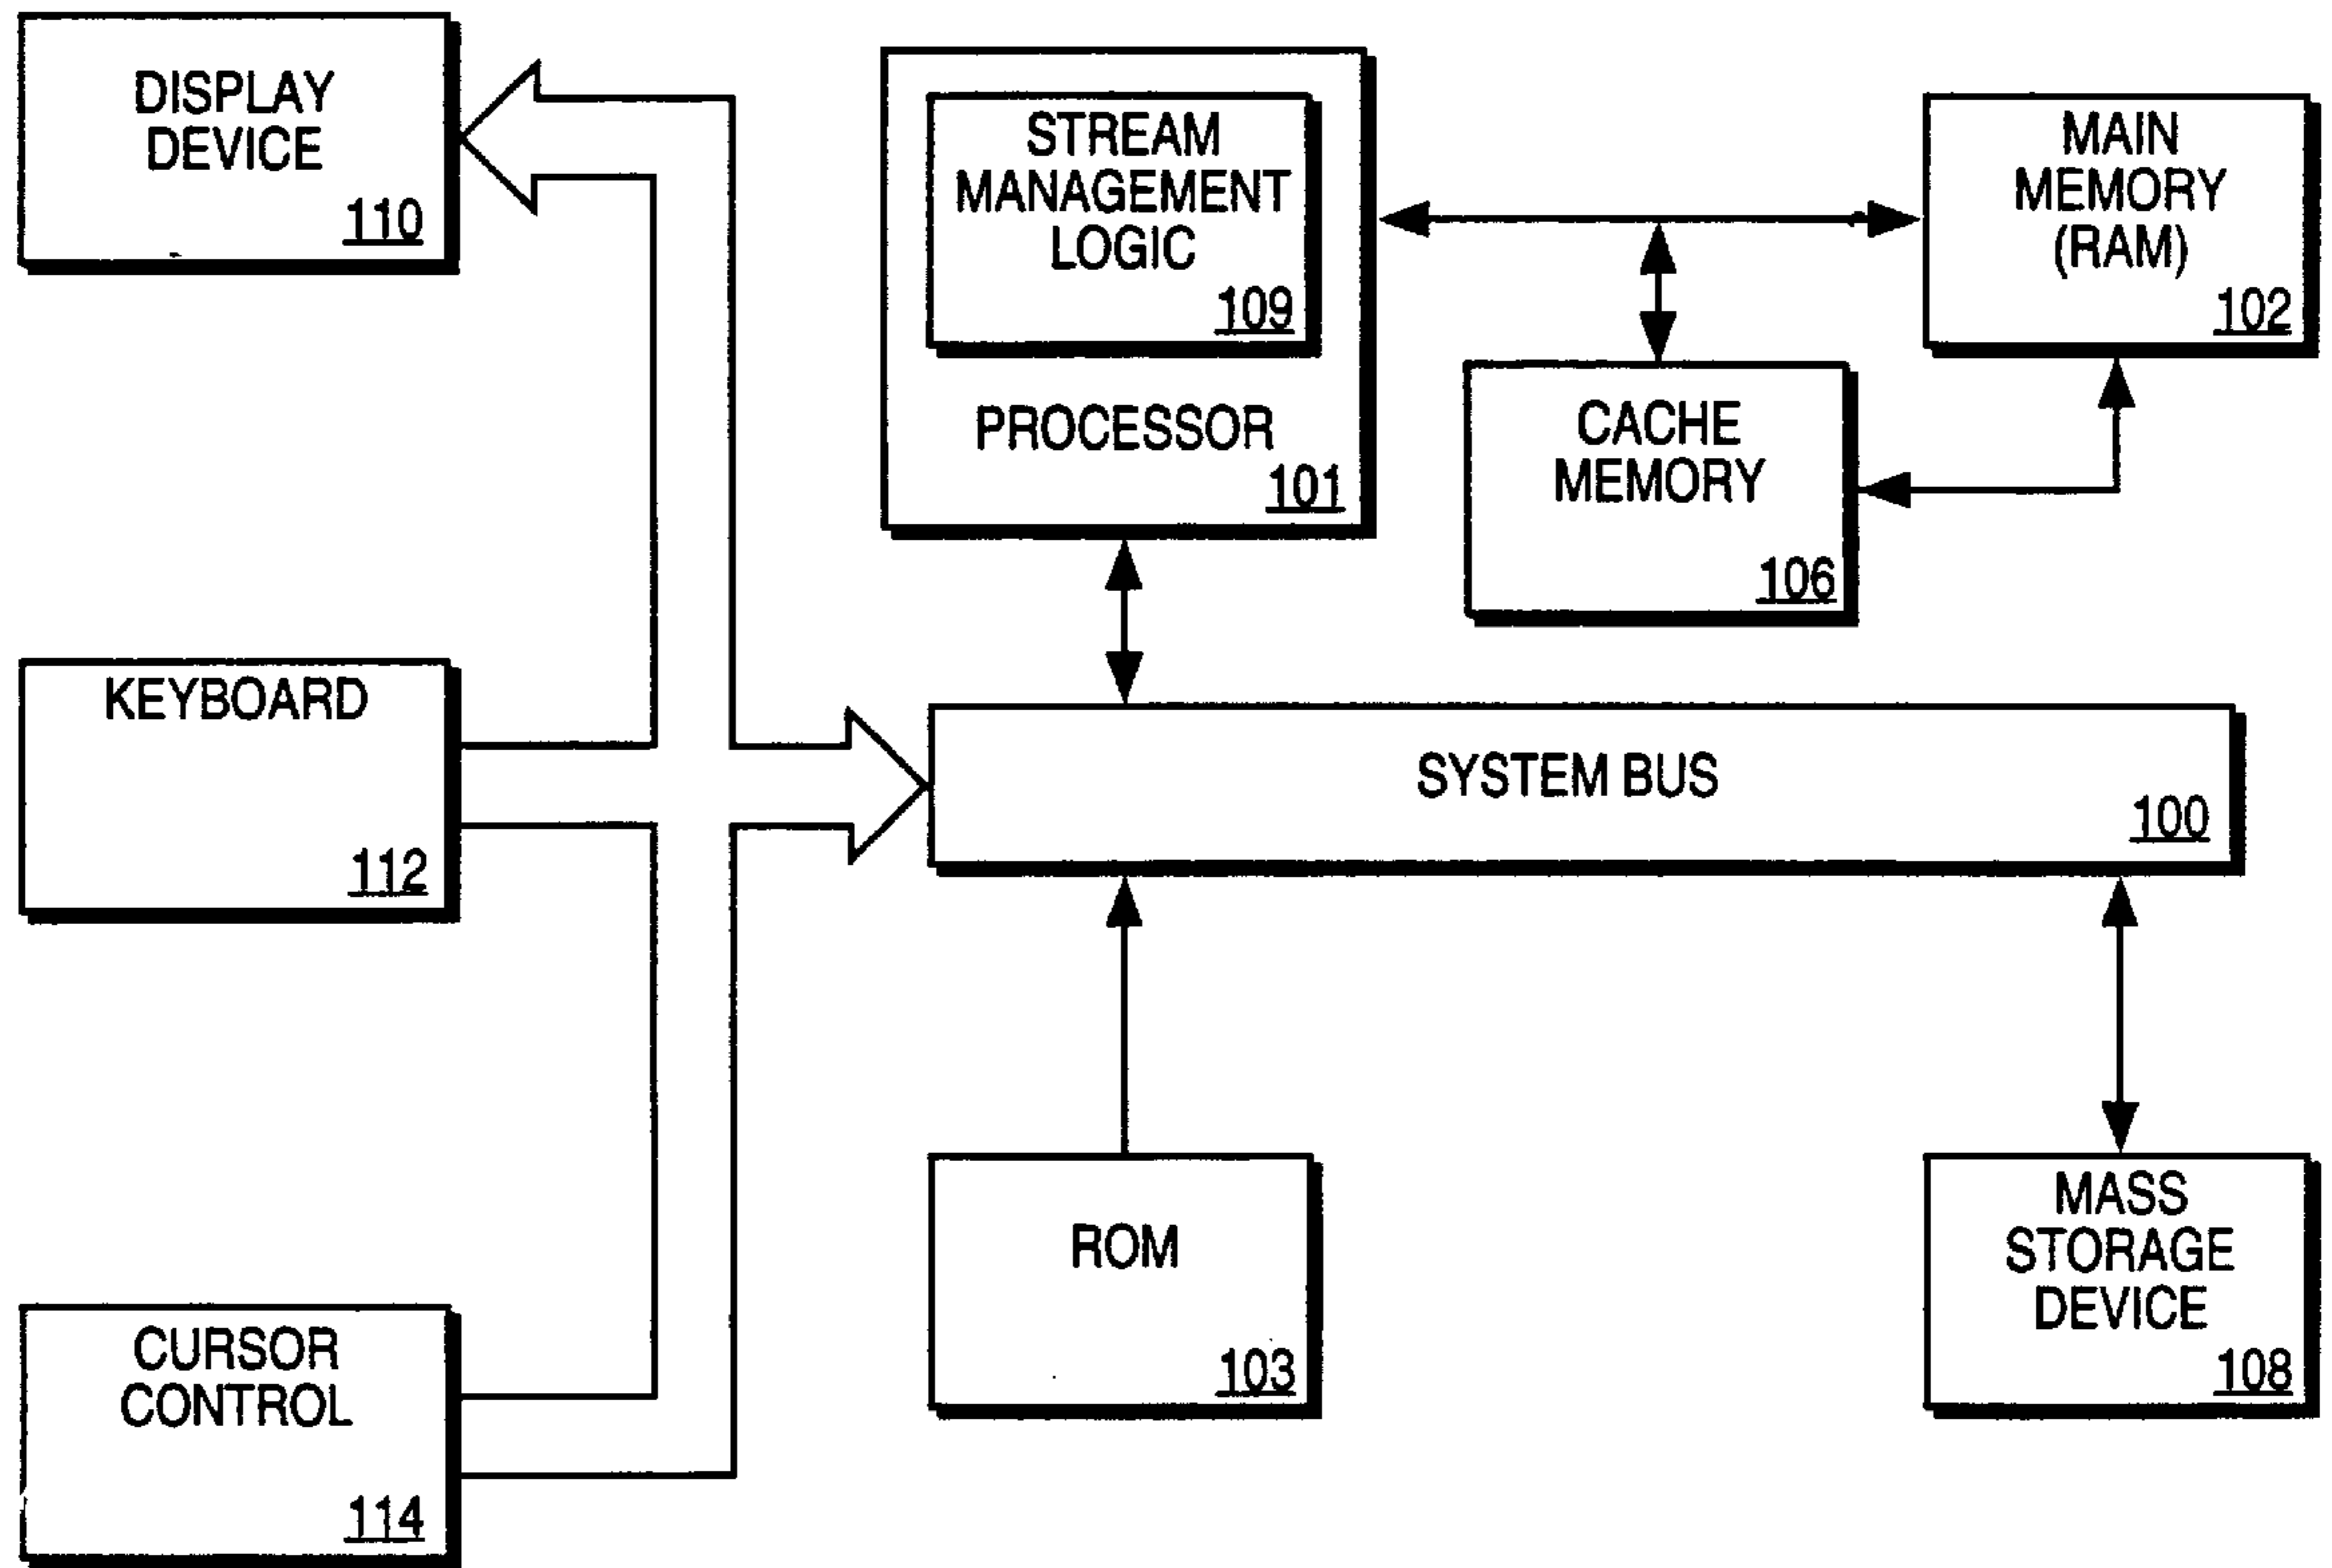 DISPLAY
DEVICE
110
STREAM
MANAGEMENT
LOGIC
109
PROCESSOR
101
MAIN
MEMORY
(RAM)
102
CACHE
MEMORY
106
KEYBOARD
112
SYSTEM BUS
100
CURSOR
CONTROL
114
ROM
103
MASS
STORAGE
DEVICE
108